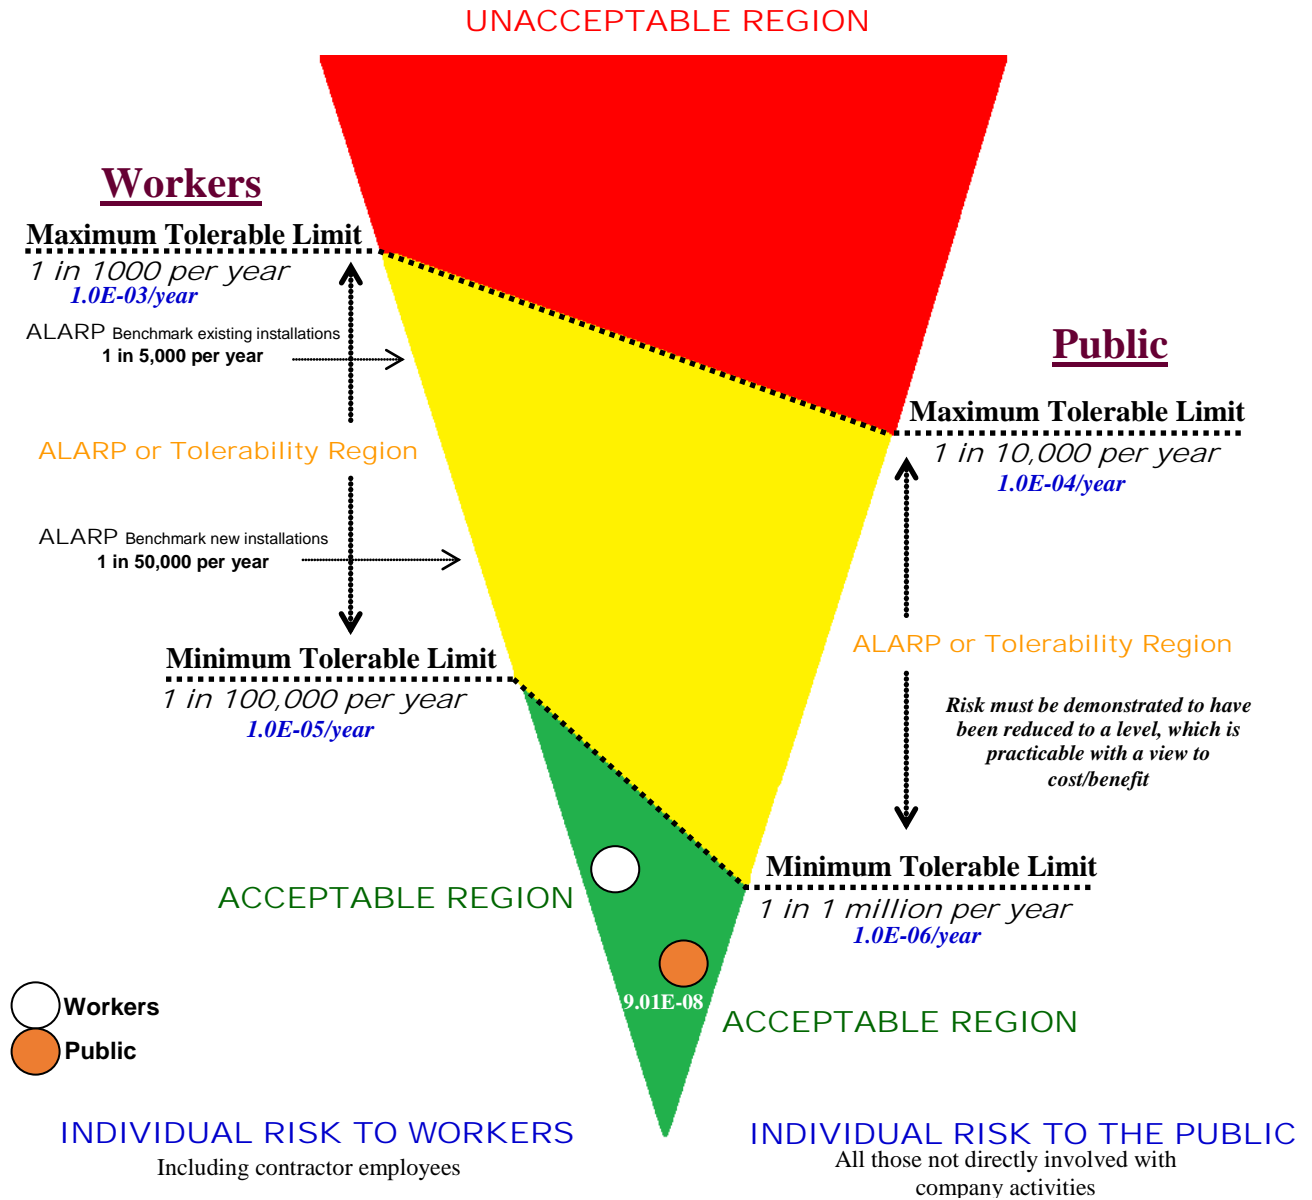 UNACCEPTABLE REGION
Workers
Maximum Tolerable Limit
1 in 1000 per year
1.0E-03/year
ALARP Benchmark existing installations
1 in 5,000 per year
ALARP or Tolerability Region
ALARP Benchmark new installations
1 in 50,000 per year
Minimum Tolerable Limit
1 in 100,000 per year
1.0E-05/year
ACCEPTABLE REGION
Public
Maximum Tolerable Limit
1 in 10,000 per year
1.0E-04/year
ALARP or Tolerability Region
Risk must be demonstrated to have
been reduced to a level, which is
practicable with a view to
cost/benefit
Minimum Tolerable Limit
1 in 1 million per year
1.0E-06/year
9.01E-08
ACCEPTABLE REGION
Workers
Public
INDIVIDUAL RISK TO WORKERS
Including contractor employees
INDIVIDUAL RISK TO THE PUBLIC
All those not directly involved with
company activities